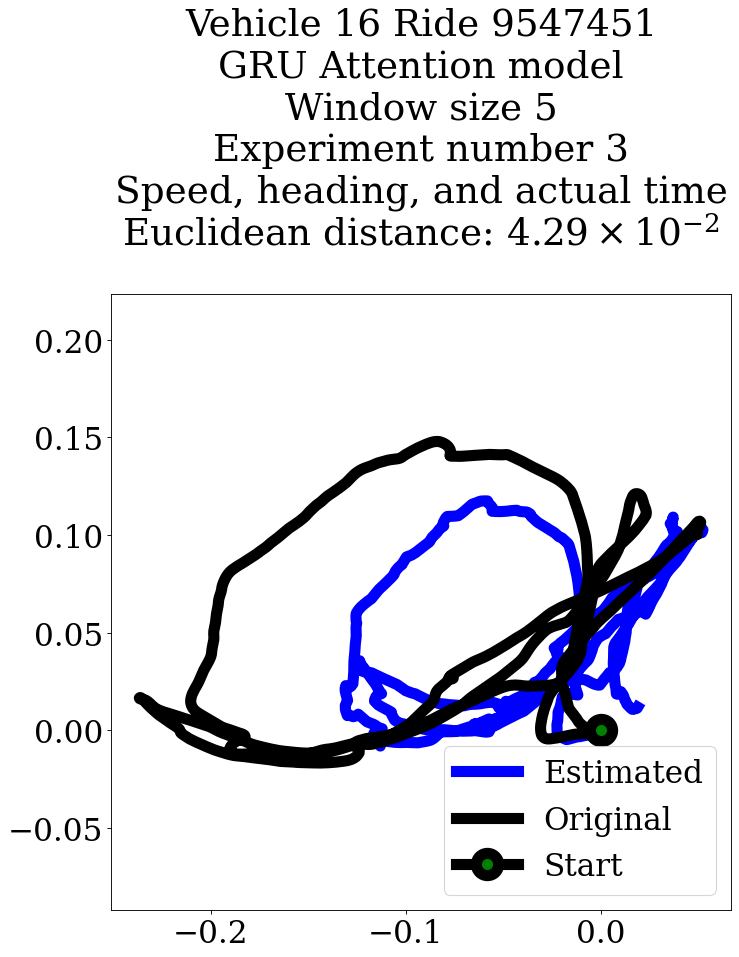 Vehicle 16 Ride 9547451
GRU Attention model
Window size 5
Experiment number 3
Speed, heading, and actual time
Euclidean distance: 4.29 × 10⁻²
0.20
0.15
0.10
0.05
0.00
−0.05
−0.2
−0.1
0.0
Estimated
Original
Start